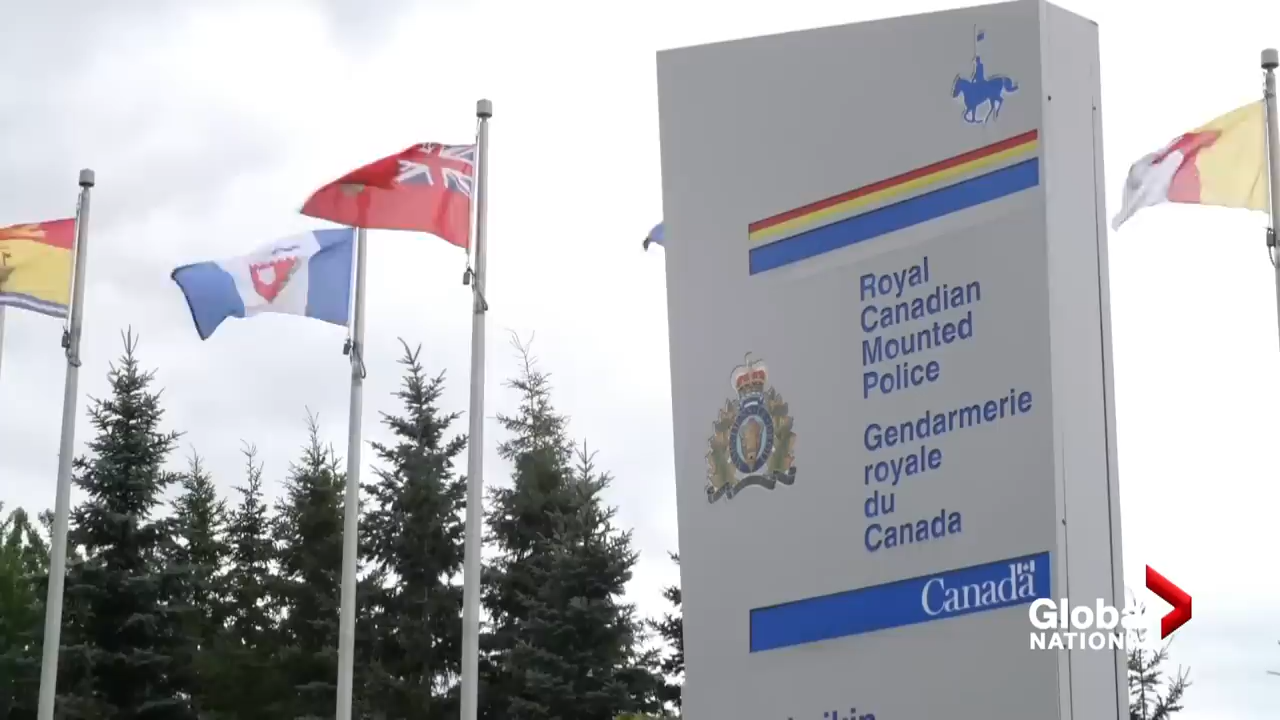 Royal
Canadian
Mounted
Police
Gendarmerie
royale
du
Canada
Canada
Global
NATIONAL